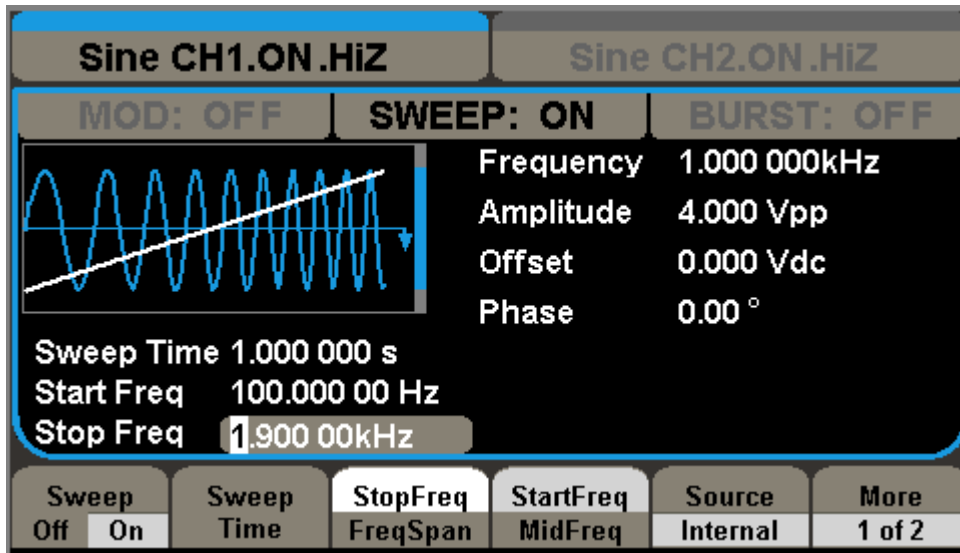 Sine CH1.ON.HiZ
Sine CH2.ON.HiZ
MOD: OFF
SWEEP: ON
BURST: OFF
Frequency 1.000 000kHz
Amplitude 4.000 Vpp
Offset 0.000 Vdc
Phase 0.00 °
Sweep Time 1.000 000 s
Start Freq 100.000 00 Hz
Stop Freq 1.900 00kHz
Sweep
Off On
Sweep
Time
StopFreq
FreqSpan
StartFreq
MidFreq
Source
Internal
More
1 of 2